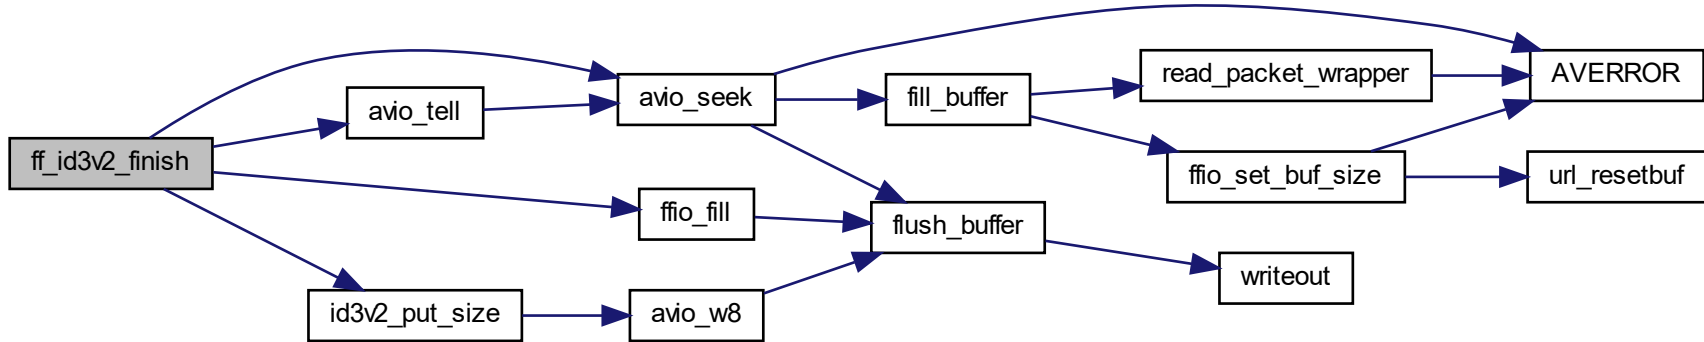 ff_id3v2_finish
avio_tell
avio_seek
fill_buffer
read_packet_wrapper
AVERROR
ffio_set_buf_size
url_resetbuf
ffio_fill
flush_buffer
writeout
id3v2_put_size
avio_w8